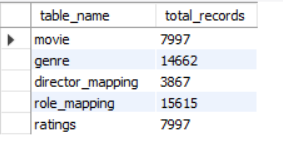 table_name total_records
movie 7997
genre 14662
director_mapping 3867
role_mapping 15615
ratings 7997